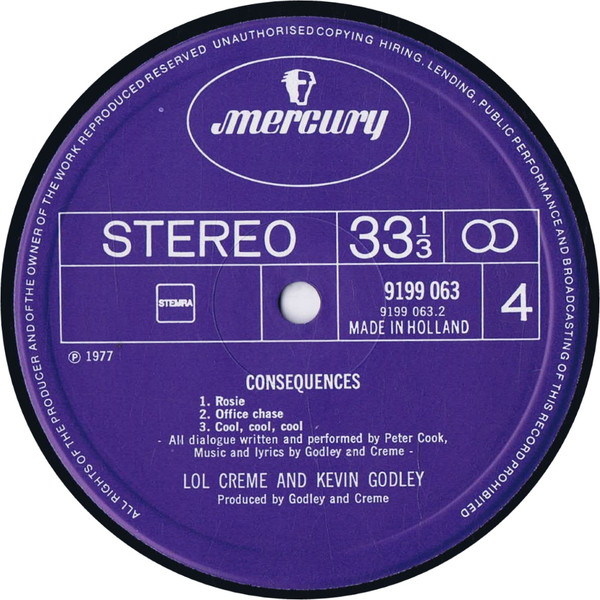 ALL RIGHTS OF THE PRODUCER AND OF THE OWNER OF THE WORK REPRODUCED RESERVED UNAUTHORISED COPYING HIRING, LENDING, PUBLIC PERFORMANCE AND BROADCASTING OF THIS RECORD PROHIBITED
mercury
STEREO 33 1/3
STEMRA 9199 063 4
9199 063.2
MADE IN HOLLAND
Ⓟ 1977
CONSEQUENCES
1. Rosie
2. Office chase
3. Cool, cool, cool
- All dialogue written and performed by Peter Cook,
Music and lyrics by Godley and Creme -
LOL CREME AND KEVIN GODLEY
Produced by Godley and Creme